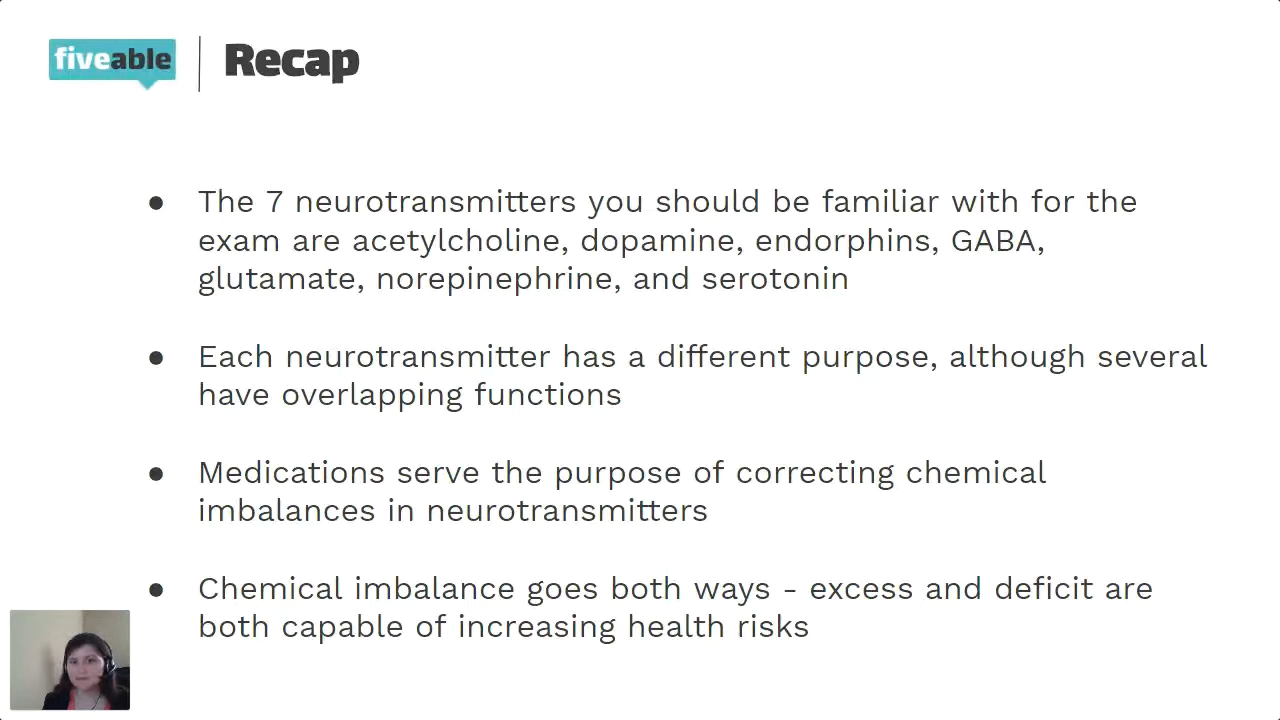 fiveable
Recap
● The 7 neurotransmitters you should be familiar with for the
exam are acetylcholine, dopamine, endorphins, GABA,
glutamate, norepinephrine, and serotonin
● Each neurotransmitter has a different purpose, although several
have overlapping functions
● Medications serve the purpose of correcting chemical
imbalances in neurotransmitters
● Chemical imbalance goes both ways - excess and deficit are
both capable of increasing health risks